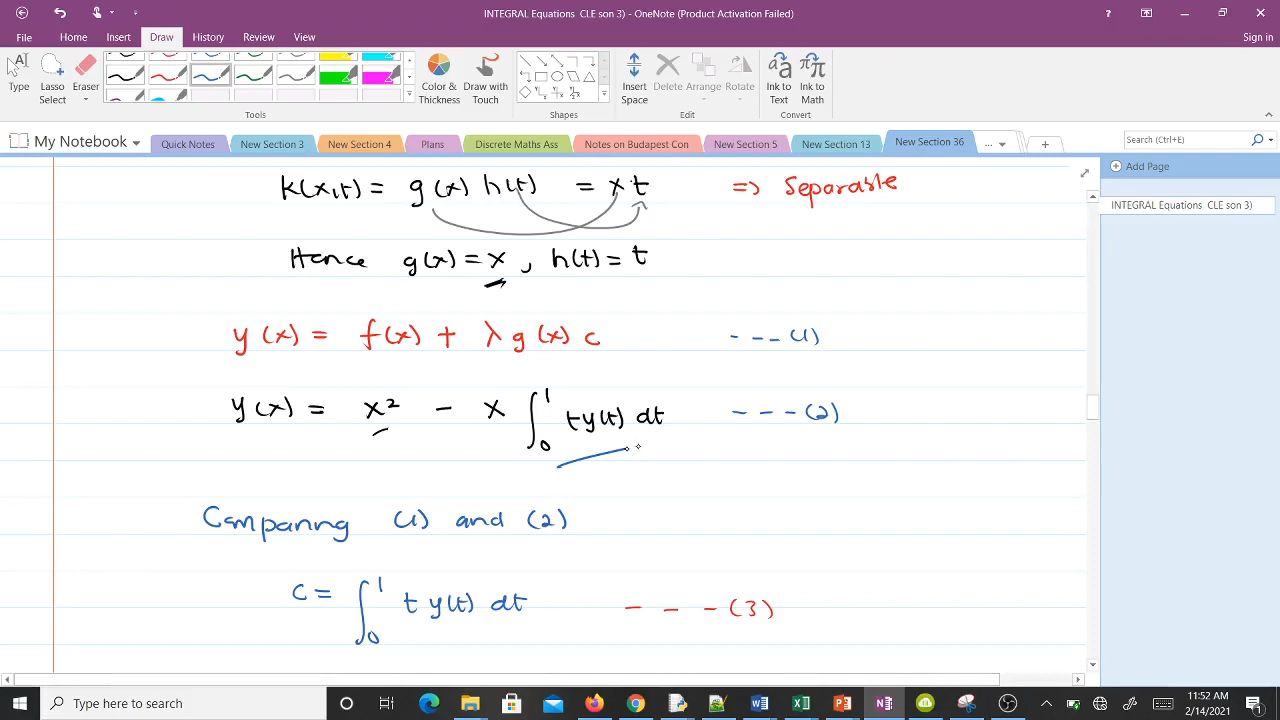 INTEGRAL Equations CLE son 3) - OneNote (Product Activation Failed)
File Home Insert Draw History Review View Sign in
Type Lasso Select Eraser Color & Thickness Draw with Touch Insert Space Delete Arrange Rotate Ink to Text Ink to Math
Tools Shapes Edit Convert
My Notebook Quick Notes New Section 3 New Section 4 Plans Discrete Maths Ass Notes on Budapest Con New Section 5 New Section 13 New Section 36 ... Search (Ctrl+E)
Add Page
INTEGRAL Equations CLE son 3)
K(x,t) = g(x) h(t) = x t => Separable
Hence g(x) = x , h(t) = t
y(x) = f(x) + λ g(x) c - - - (1)
y(x) = x² - x ∫₀¹ t y(t) dt - - - (2)
Comparing (1) and (2)
c = ∫₀¹ t y(t) dt - - - (3)
Type here to search
11:52 AM
2/14/2021